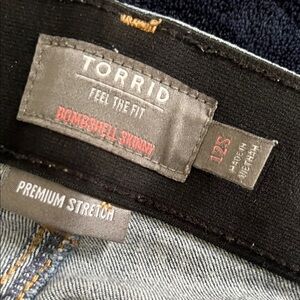 TORRID
FEEL THE FIT
BOMBSHELL SKINNY
12S
MADE IN
VIETNAM
PREMIUM STRETCH